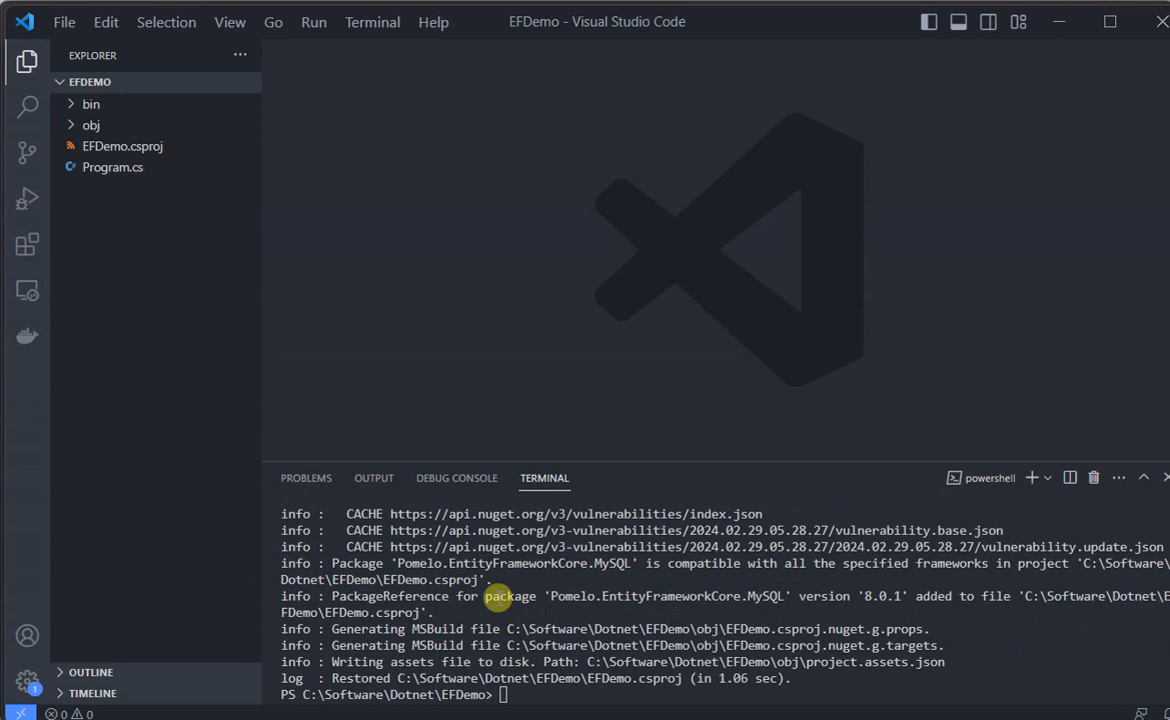 File Edit Selection View Go Run Terminal Help EFDemo - Visual Studio Code
EXPLORER
EFDEMO
bin
obj
EFDemo.csproj
Program.cs
PROBLEMS OUTPUT DEBUG CONSOLE TERMINAL powershell
info :   CACHE https://api.nuget.org/v3/vulnerabilities/index.json
info :   CACHE https://api.nuget.org/v3-vulnerabilities/2024.02.29.05.28.27/vulnerability.base.json
info :   CACHE https://api.nuget.org/v3-vulnerabilities/2024.02.29.05.28.27/2024.02.29.05.28.27/vulnerability.update.json
info : Package 'Pomelo.EntityFrameworkCore.MySQL' is compatible with all the specified frameworks in project 'C:\Software\
Dotnet\EFDemo\EFDemo.csproj'.
info : PackageReference for package 'Pomelo.EntityFrameworkCore.MySQL' version '8.0.1' added to file 'C:\Software\Dotnet\E
FDemo\EFDemo.csproj'.
info : Generating MSBuild file C:\Software\Dotnet\EFDemo\obj\EFDemo.csproj.nuget.g.props.
info : Generating MSBuild file C:\Software\Dotnet\EFDemo\obj\EFDemo.csproj.nuget.g.targets.
info : Writing assets file to disk. Path: C:\Software\Dotnet\EFDemo\obj\project.assets.json
log  : Restored C:\Software\Dotnet\EFDemo\EFDemo.csproj (in 1.06 sec).
PS C:\Software\Dotnet\EFDemo>
OUTLINE
TIMELINE
1
0 0